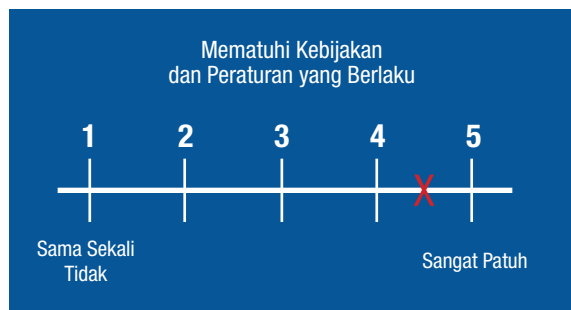 Mematuhi Kebijakan
dan Peraturan yang Berlaku
1 2 3 4 5
X
Sama Sekali
Tidak
Sangat Patuh